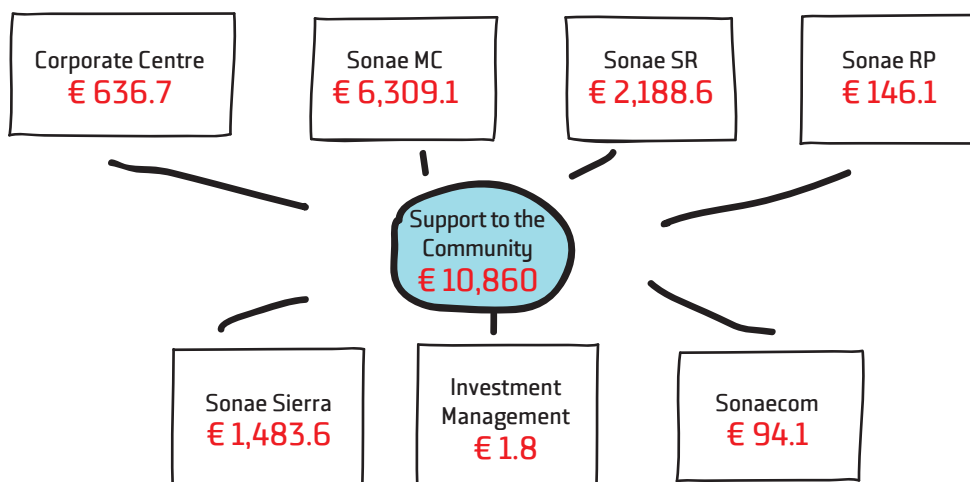 Corporate Centre
€ 636.7
Sonae MC
€ 6,309.1
Sonae SR
€ 2,188.6
Sonae RP
€ 146.1
Support to the
Community
€ 10,860
Sonae Sierra
€ 1,483.6
Investment
Management
€ 1.8
Sonaecom
€ 94.1